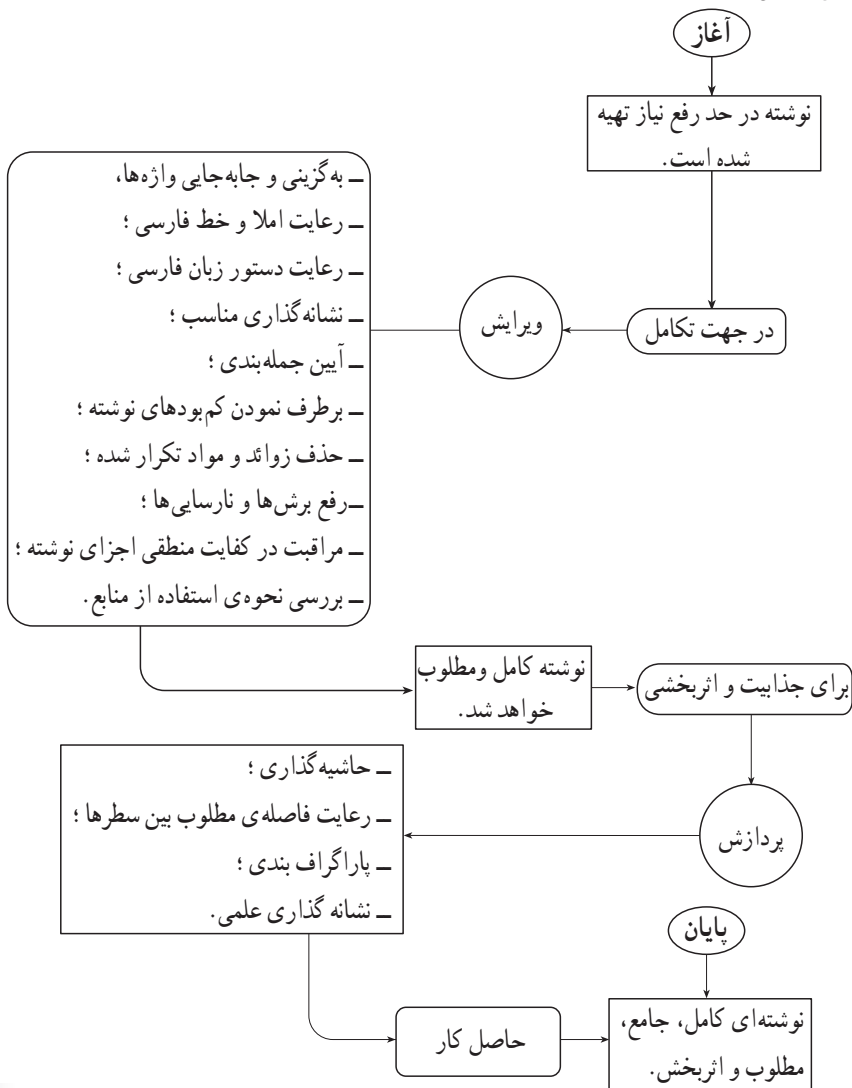 آغاز
نوشته در حد رفع نیاز تهیه
شده است.
در جهت تکامل
ویرایش
ــ به‌گزینی و جابه‌جایی واژه‌ها،
ــ رعایت املا و خط فارسی ؛
ــ رعایت دستور زبان فارسی ؛
ــ نشانه‌گذاری مناسب ؛
ــ آیین جمله‌بندی ؛
ــ برطرف نمودن کم‌بودهای نوشته ؛
ــ حذف زوائد و مواد تکرار شده ؛
ــ رفع برش‌ها و نارسایی‌ها ؛
ــ مراقبت در کفایت منطقی اجزای نوشته ؛
ــ بررسی نحوه‌ی استفاده از منابع.
نوشته کامل ومطلوب
خواهد شد.
برای جذابیت و اثربخشی
پردازش
ــ حاشیه‌گذاری ؛
ــ رعایت فاصله‌ی مطلوب بین سطرها ؛
ــ پاراگراف بندی ؛
ــ نشانه گذاری علمی.
حاصل کار
پایان
نوشته‌ای کامل، جامع،
مطلوب و اثربخش.